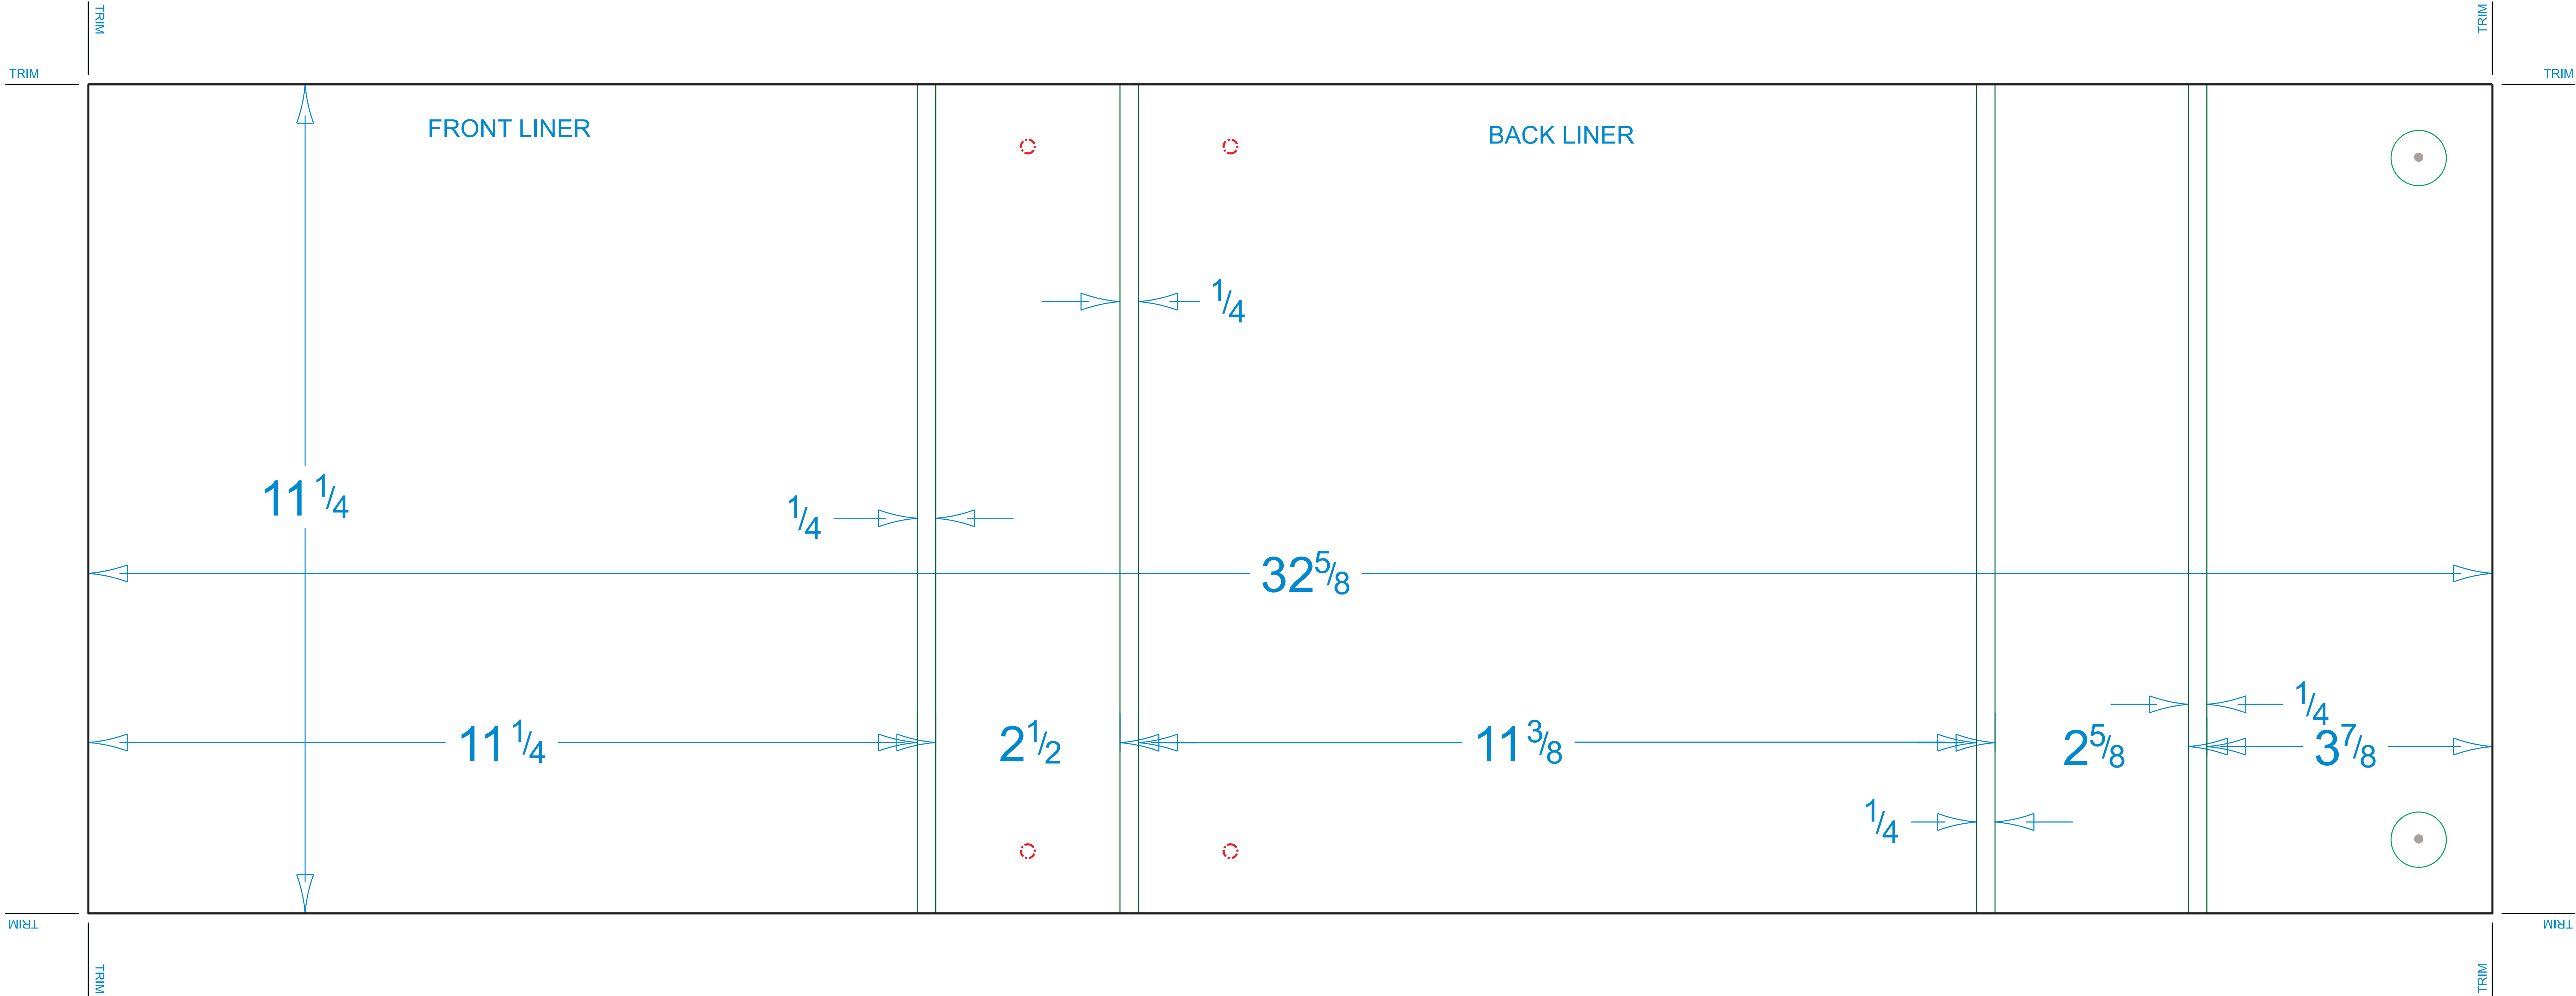 TRIM
TRIM
TRIM
TRIM
FRONT LINER
BACK LINER
1/4
11 1/4
1/4
32 5/8
1/4
11 1/4
2 1/2
11 3/8
2 5/8
3 7/8
1/4
TRIM
TRIM
TRIM
TRIM